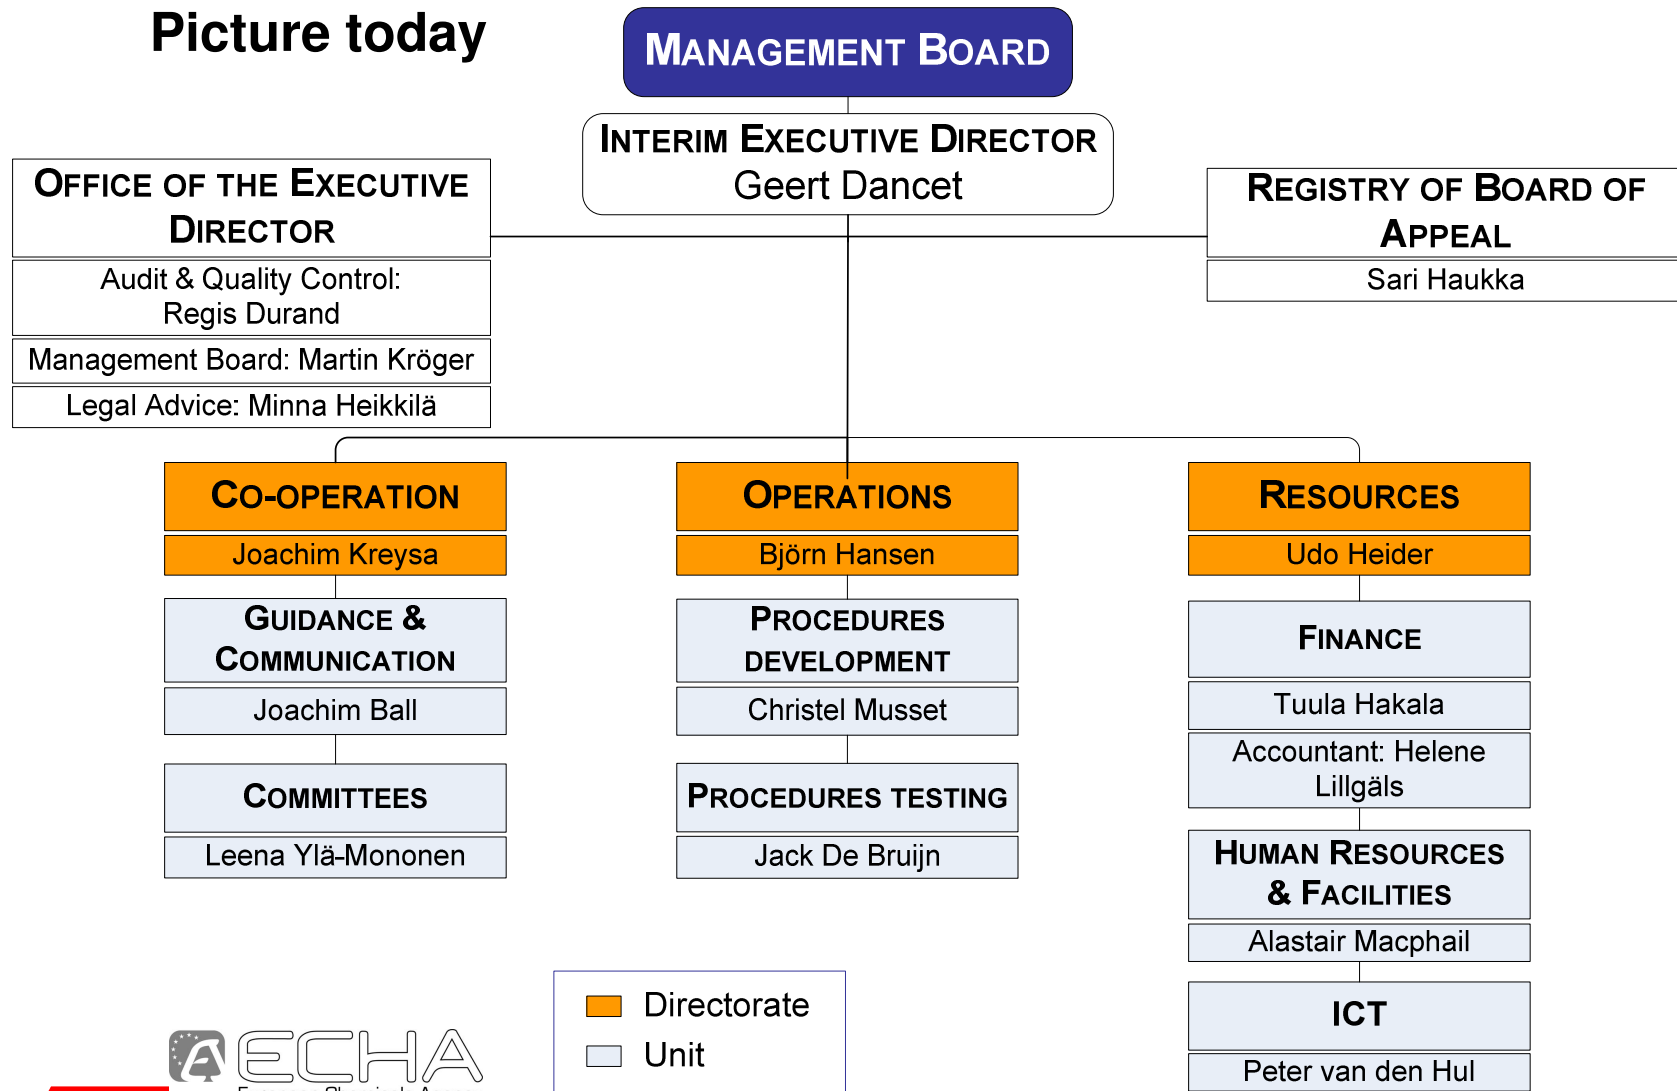 Picture today
MANAGEMENT BOARD
INTERIM EXECUTIVE DIRECTOR
Geert Dancet
OFFICE OF THE EXECUTIVE
DIRECTOR
Audit & Quality Control:
Regis Durand
Management Board: Martin Kröger
Legal Advice: Minna Heikkilä
REGISTRY OF BOARD OF
APPEAL
Sari Haukka
CO-OPERATION
Joachim Kreysa
GUIDANCE &
COMMUNICATION
Joachim Ball
COMMITTEES
Leena Ylä-Mononen
OPERATIONS
Björn Hansen
PROCEDURES
DEVELOPMENT
Christel Musset
PROCEDURES TESTING
Jack De Bruijn
RESOURCES
Udo Heider
FINANCE
Tuula Hakala
Accountant: Helene
Lillgäls
HUMAN RESOURCES
& FACILITIES
Alastair Macphail
ICT
Peter van den Hul
Directorate
Unit
ECHA